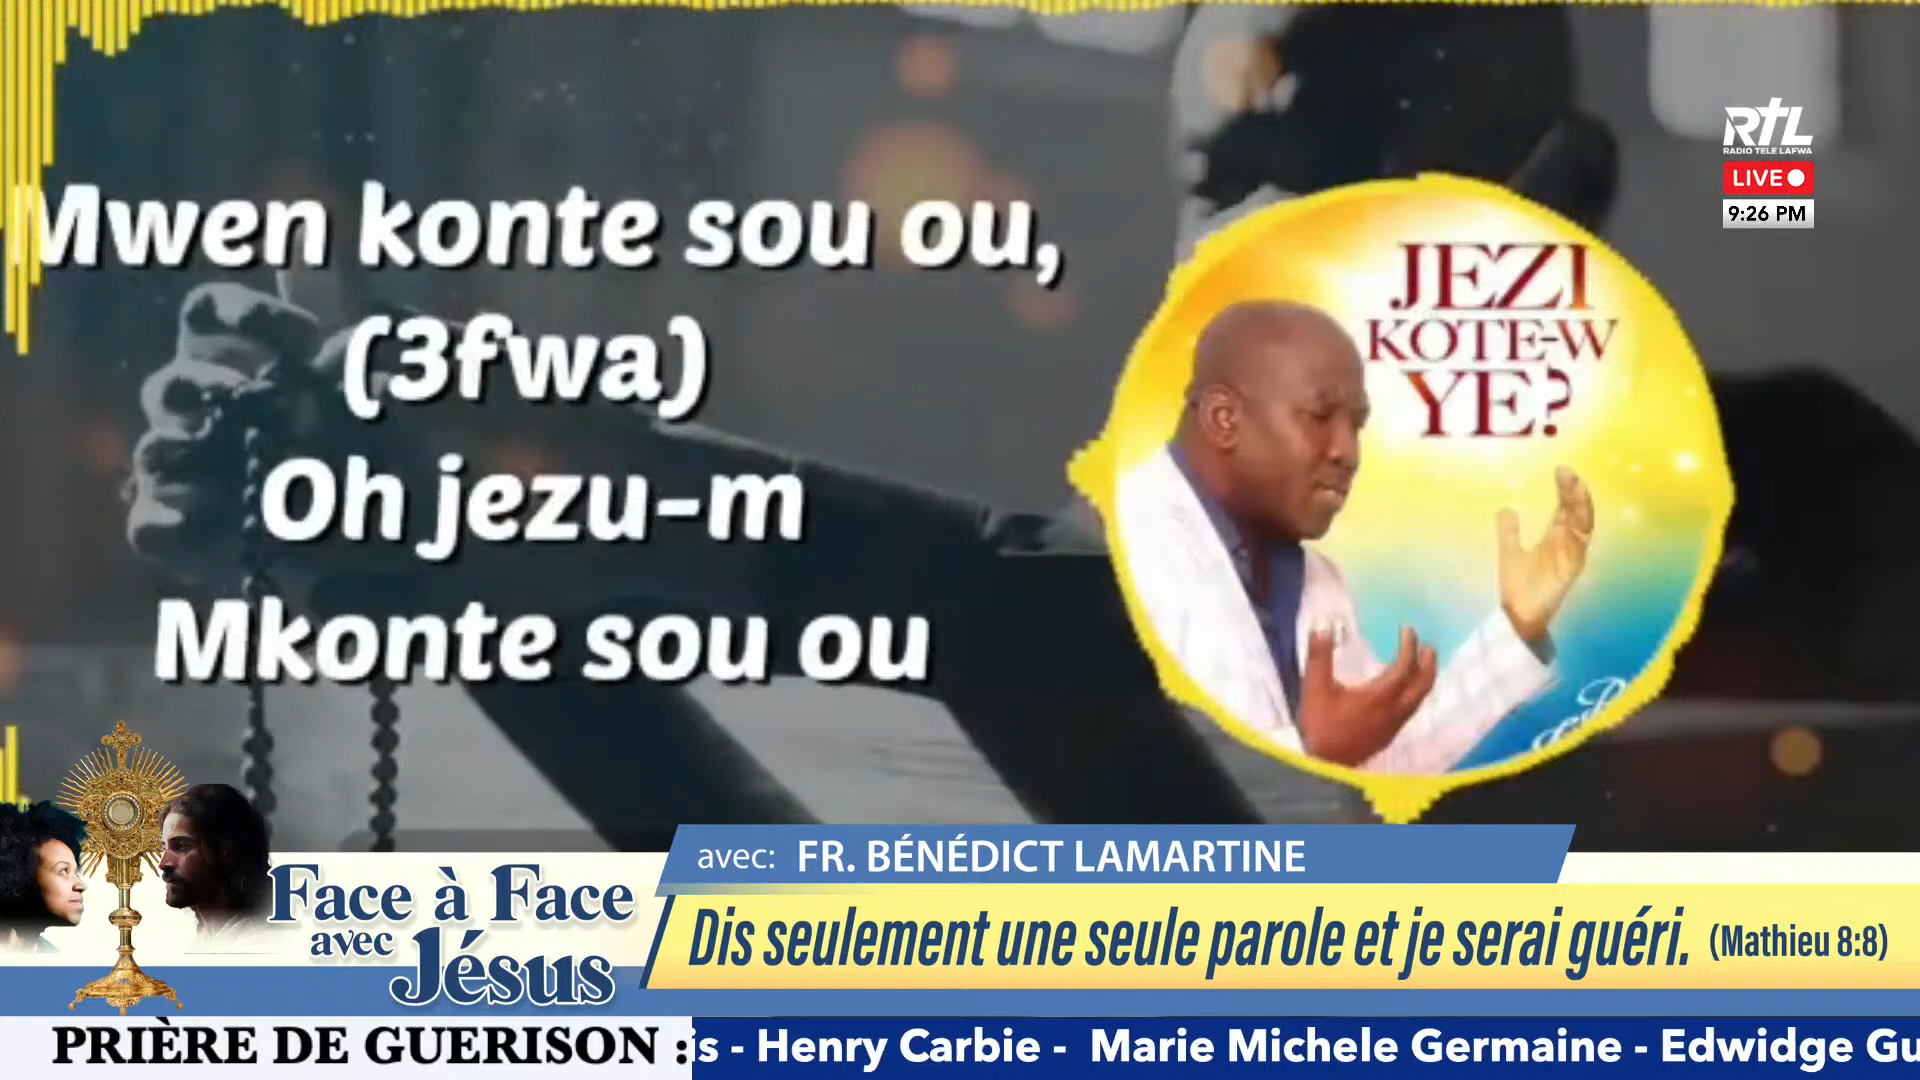 RTL
RADIO TELE LAFWA
LIVE
9:26 PM
Mwen konte sou ou,
(3fwa)
Oh jezu-m
Mkonte sou ou
JEZI
KOTE-W
YE?
avec: FR. BÉNÉDICT LAMARTINE
Face à Face
avec
Jésus
Dis seulement une seule parole et je serai guéri. (Mathieu 8:8)
PRIÈRE DE GUERISON : is - Henry Carbie - Marie Michele Germaine - Edwidge Gu